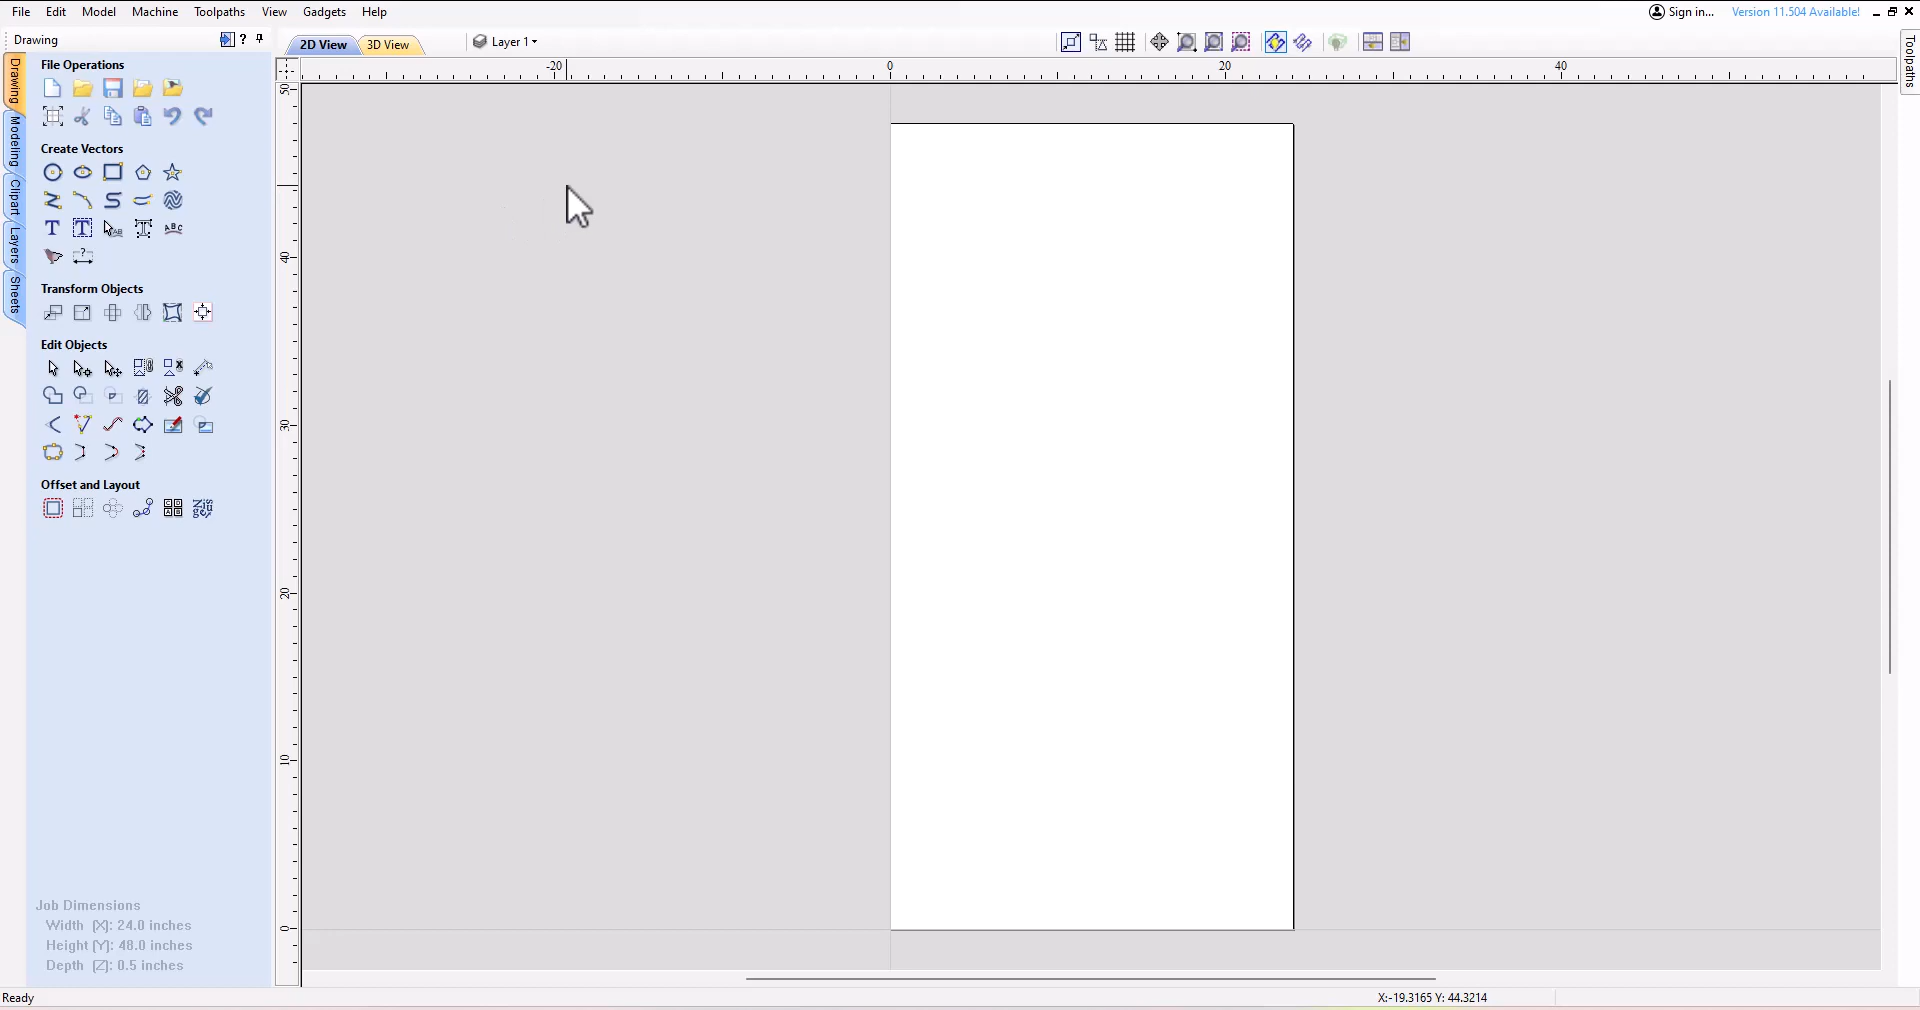 File Edit Model Machine Toolpaths View Gadgets Help Sign in... Version 11.504 Available!
Drawing ? 2D View 3D View Layer 1
Toolpaths
Drawing
Modeling
Clipart
Layers
Sheets
File Operations
Create Vectors
Transform Objects
Edit Objects
Offset and Layout
Job Dimensions
Width (X): 24.0 inches
Height (Y): 48.0 inches
Depth (Z): 0.5 inches
-20 0 20 40
50
40
30
20
10
0
Ready X:-19.3165 Y: 44.3214